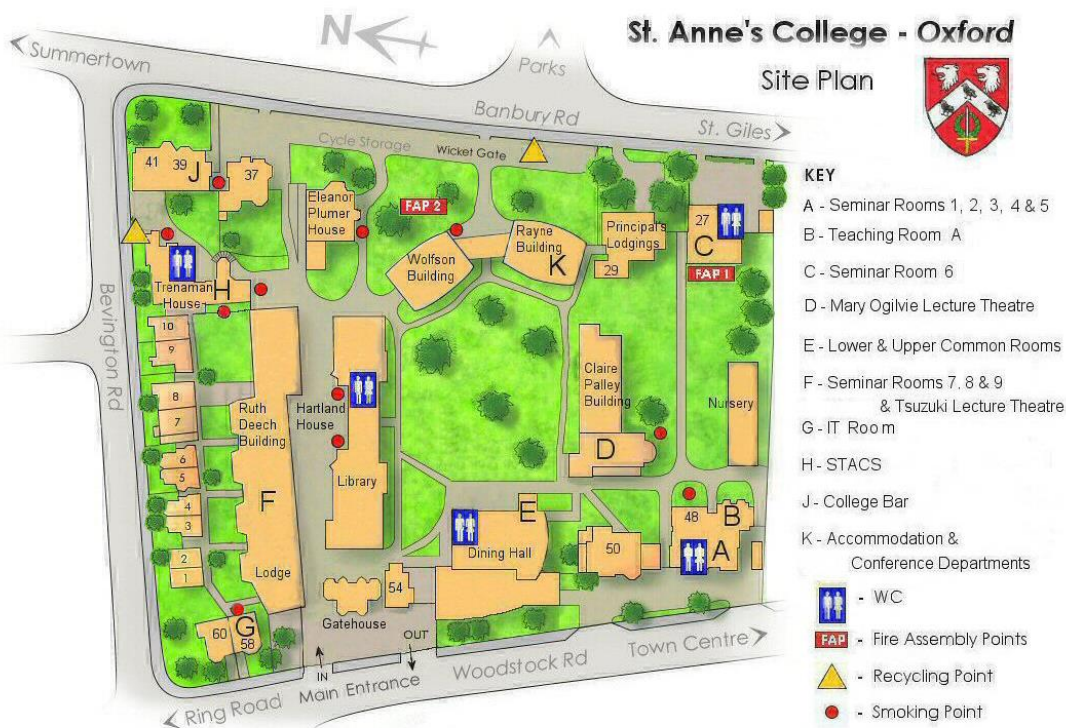 St. Anne's College - Oxford
Site Plan
N
Summertown
Parks
Banbury Rd
St. Giles
Cycle Storage
Wicket Gate
41
39
J
37
Eleanor
Plumer
House
FAP 2
Wolfson
Building
Rayne
Building
K
Principal's
Lodgings
29
27
C
FAP 1
Trenaman
House
H
Bevington Rd
10
9
8
7
6
5
4
3
2
1
Ruth
Deech
Building
F
Lodge
Hartland
House
Library
Claire
Palley
Building
D
Nursery
E
Dining Hall
50
48
B
A
54
Gatehouse
G
60
58
IN
OUT
Main Entrance
Woodstock Rd
Town Centre
Ring Road
KEY
A - Seminar Rooms 1, 2, 3, 4 & 5
B - Teaching Room A
C - Seminar Room 6
D - Mary Ogilvie Lecture Theatre
E - Lower & Upper Common Rooms
F - Seminar Rooms 7, 8 & 9
& Tsuzuki Lecture Theatre
G - IT Room
H - STACS
J - College Bar
K - Accommodation &
Conference Departments
- WC
FAP - Fire Assembly Points
- Recycling Point
- Smoking Point